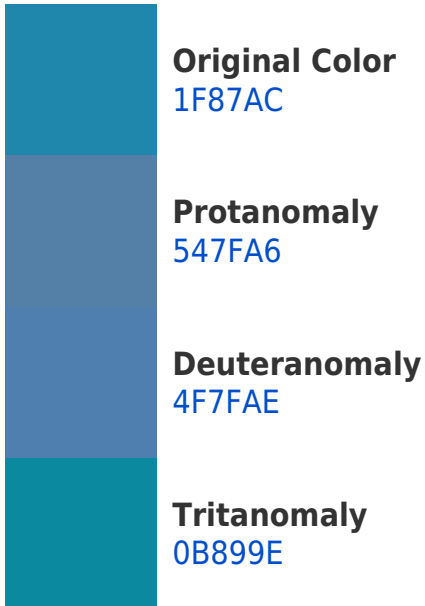 Original Color
1F87AC
Protanomaly
547FA6
Deuteranomaly
4F7FAE
Tritanomaly
0B899E